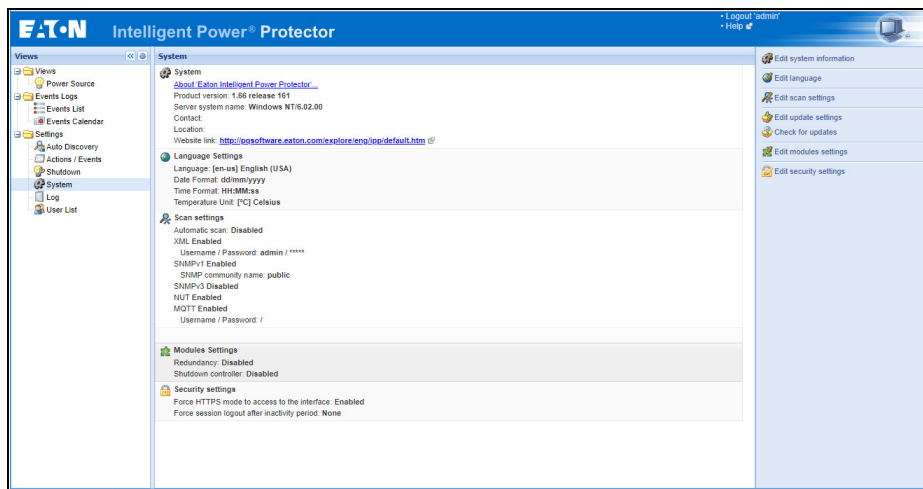 EATON Intelligent Power® Protector
• Logout 'admin'
• Help
Views
Views
Power Source
Events Logs
Events List
Events Calendar
Settings
Auto Discovery
Actions / Events
Shutdown
System
Log
User List
System
System
About 'Eaton Intelligent Power Protector'...
Product version: 1.66 release 161
Server system name: Windows NT/6.02.00
Contact:
Location:
Website link: http://pqsoftware.eaton.com/explore/eng/ipp/default.htm
Language Settings
Language: [en-us] English (USA)
Date Format: dd/mm/yyyy
Time Format: HH:MM:ss
Temperature Unit: [°C] Celsius
Scan settings
Automatic scan: Disabled
XML Enabled
Username / Password: admin / *****
SNMPv1 Enabled
SNMP community name: public
SNMPv3 Disabled
NUT Enabled
MQTT Enabled
Username / Password: /
Modules Settings
Redundancy: Disabled
Shutdown controller: Disabled
Security settings
Force HTTPS mode to access to the interface: Enabled
Force session logout after inactivity period: None
Edit system information
Edit language
Edit scan settings
Edit update settings
Check for updates
Edit modules settings
Edit security settings